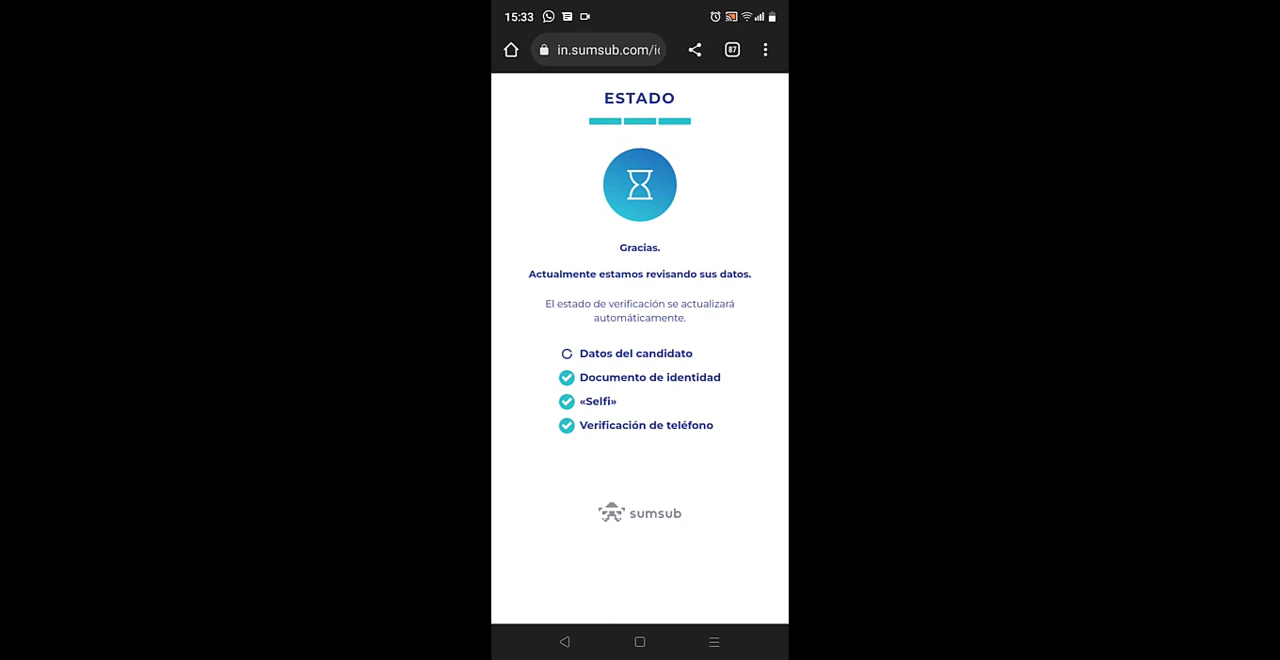 15:33
in.sumsub.com/i
87
ESTADO
Gracias.
Actualmente estamos revisando sus datos.
El estado de verificación se actualizará
automáticamente.
Datos del candidato
Documento de identidad
«Selfi»
Verificación de teléfono
sumsub